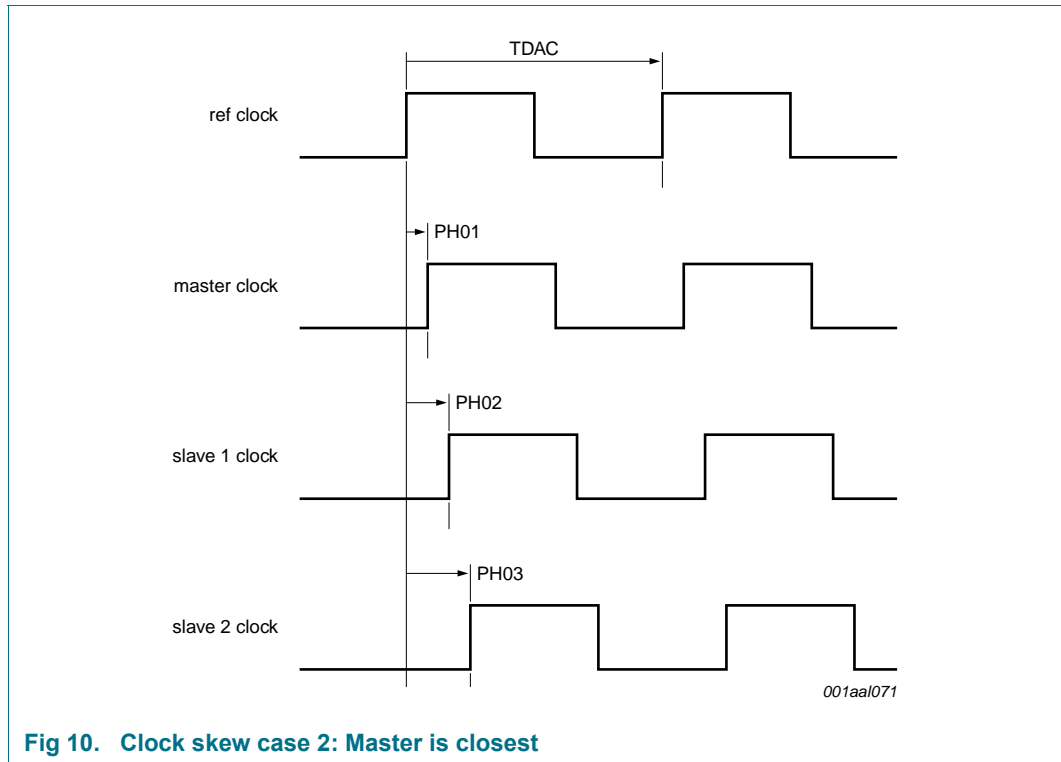 TDAC
ref clock
PH01
master clock
PH02
slave 1 clock
PH03
slave 2 clock
001aal071
Fig 10. Clock skew case 2: Master is closest